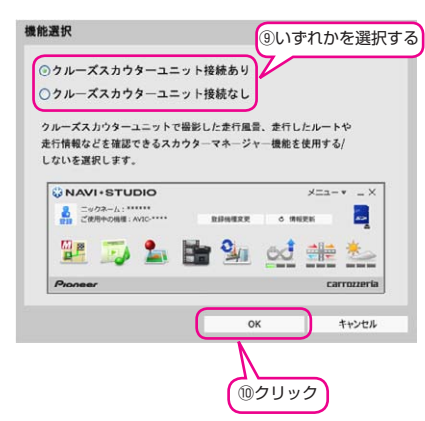 機能選択
⑨いずれかを選択する
クルーズスカウターユニット接続あり
クルーズスカウターユニット接続なし
クルーズスカウターユニットで撮影した走行風景、走行したルートや
走行情報などを確認できるスカウターマネージャー機能を使用する/
しないを選択します。
NAVI•STUDIO
メニュー
ニックネーム:******
ご使用中の機種:AVIC-****
登録
登録機種変更
情報更新
Pioneer
carrozzeria
OK
キャンセル
⑩クリック